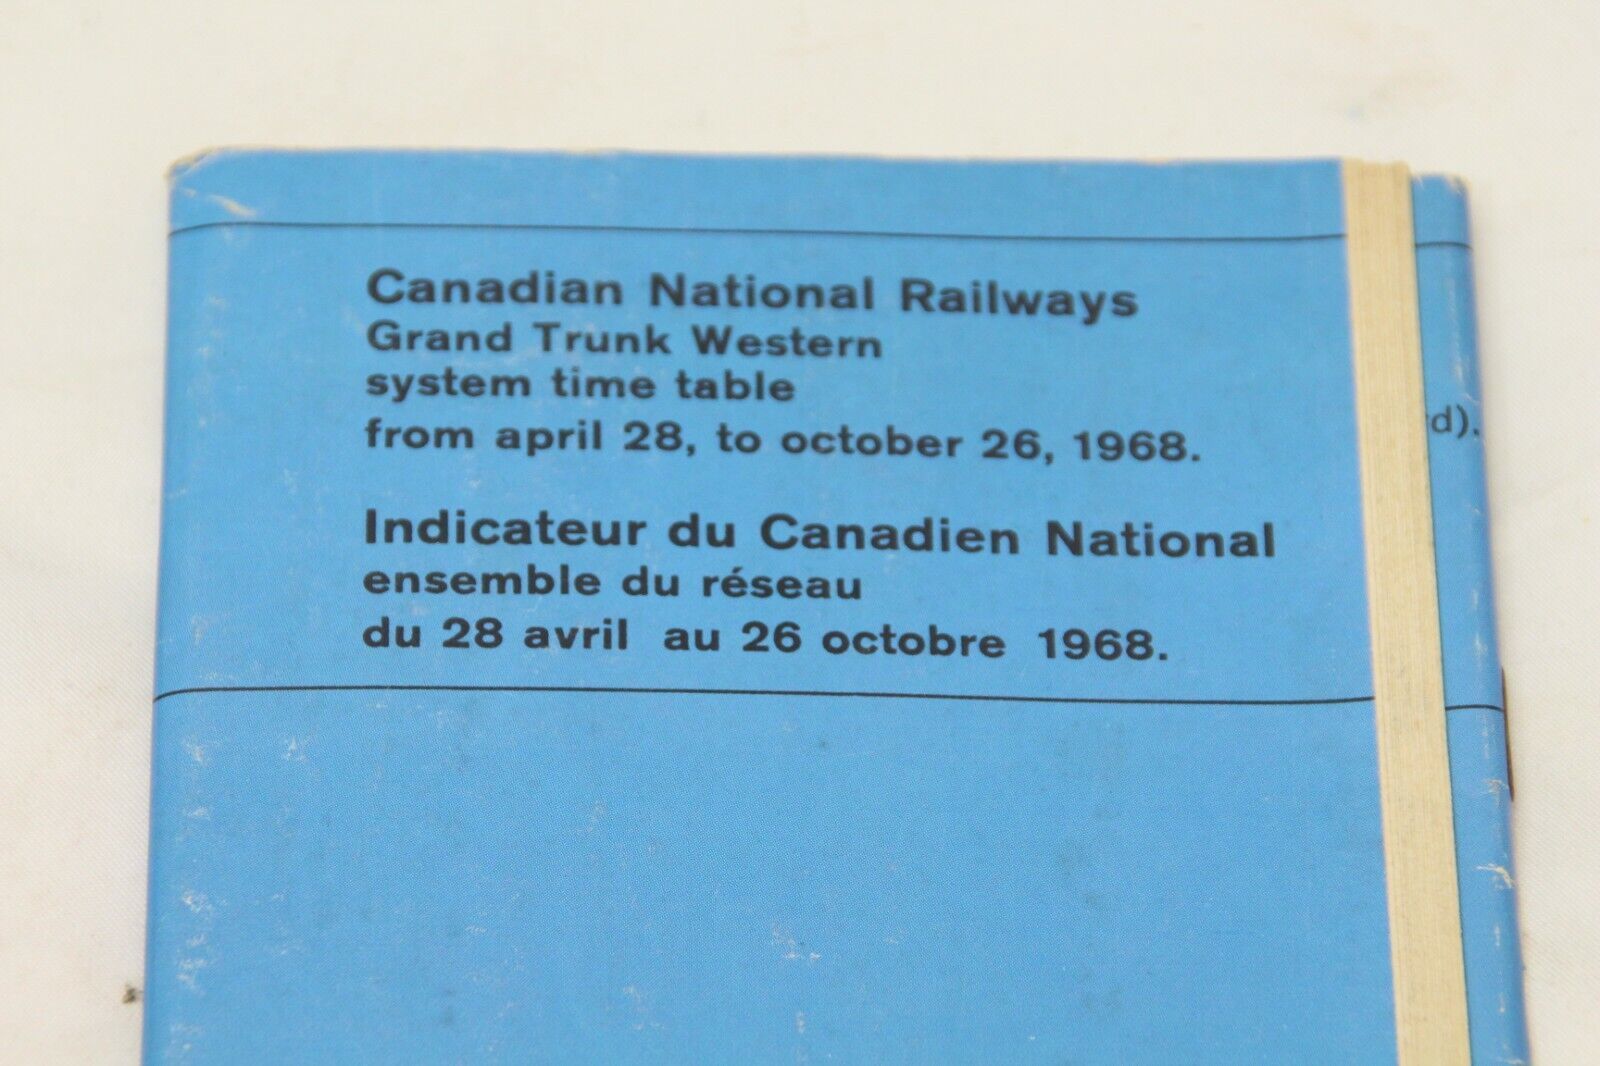 Canadian National Railways
Grand Trunk Western
system time table
from april 28, to october 26, 1968.
Indicateur du Canadien National
ensemble du réseau
du 28 avril au 26 octobre 1968.
d).